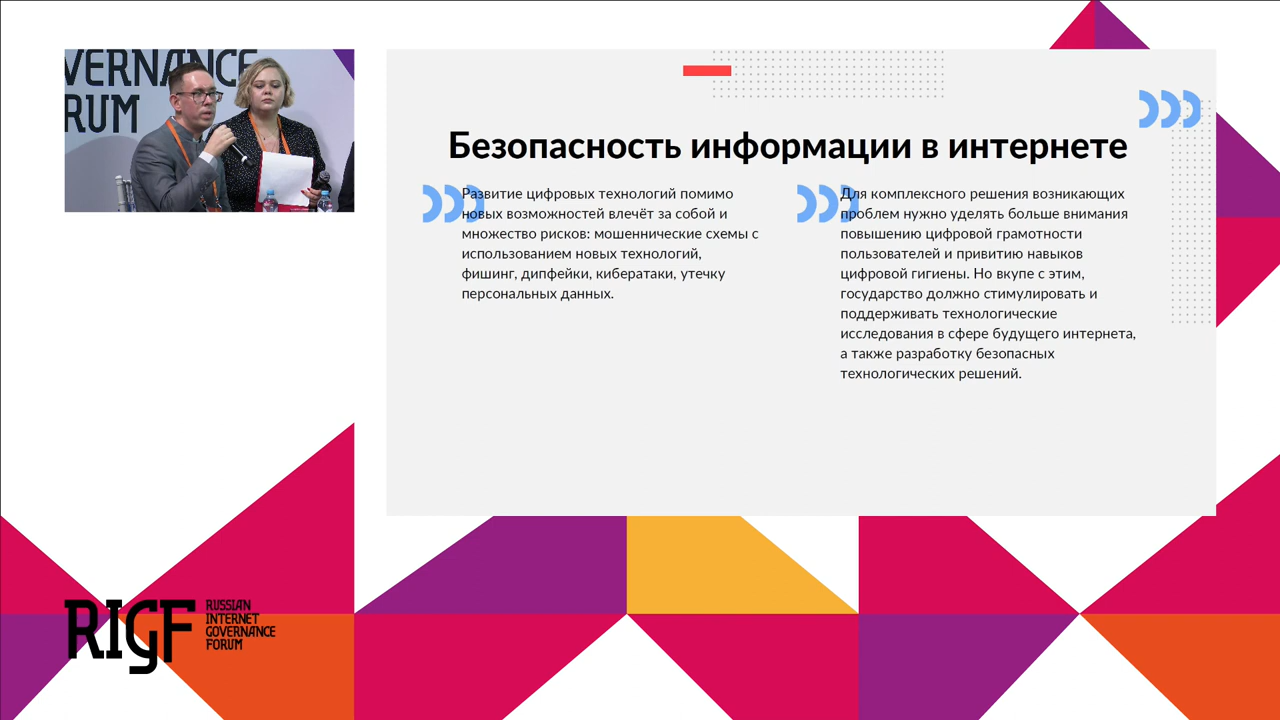 VERNANCE
RUM
Безопасность информации в интернете
Развитие цифровых технологий помимо
новых возможностей влечёт за собой и
множество рисков: мошеннические схемы с
использованием новых технологий,
фишинг, дипфейки, кибератаки, утечку
персональных данных.
Для комплексного решения возникающих
проблем нужно уделять больше внимания
повышению цифровой грамотности
пользователей и привитию навыков
цифровой гигиены. Но вкупе с этим,
государство должно стимулировать и
поддерживать технологические
исследования в сфере будущего интернета,
а также разработку безопасных
технологических решений.
RIGF
RUSSIAN
INTERNET
GOVERNANCE
FORUM